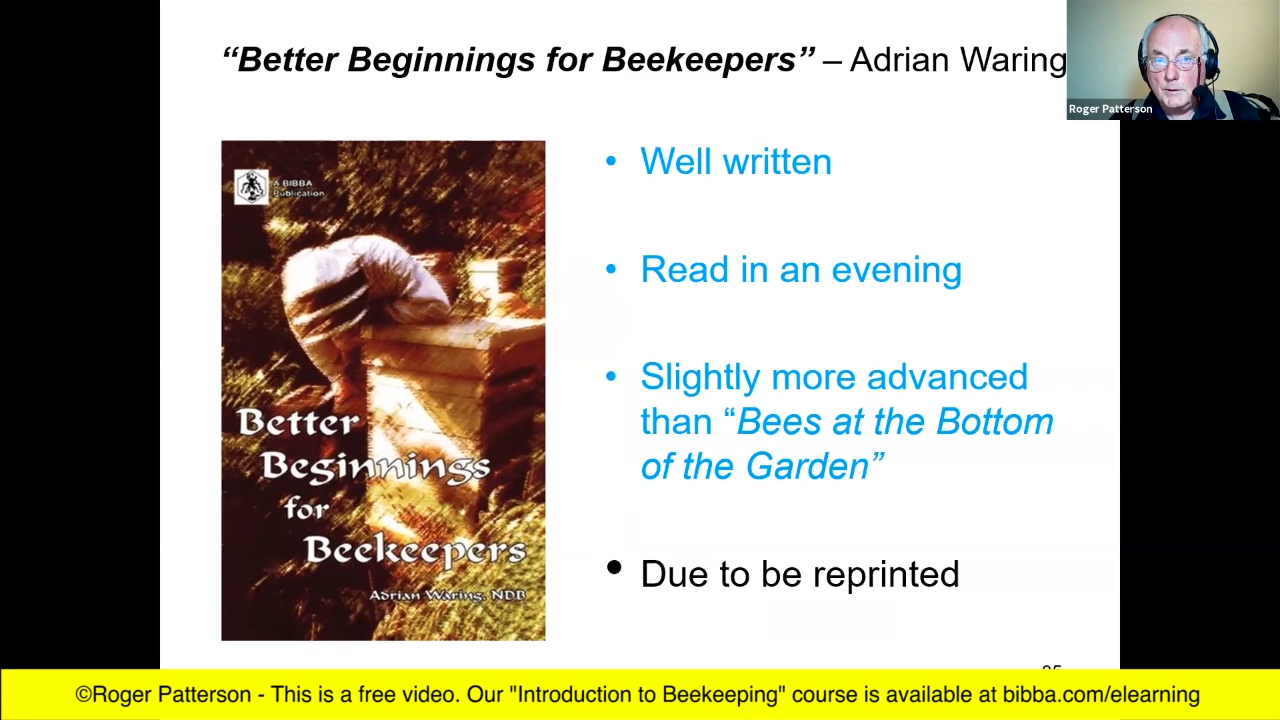 “Better Beginnings for Beekeepers” – Adrian Waring
Roger Patterson
A BIBBA
Publication
Better
Beginnings
for
Beekeepers
Adrian Waring, NDB
• Well written
• Read in an evening
• Slightly more advanced
than “Bees at the Bottom
of the Garden”
• Due to be reprinted
©Roger Patterson - This is a free video. Our "Introduction to Beekeeping" course is available at bibba.com/elearning